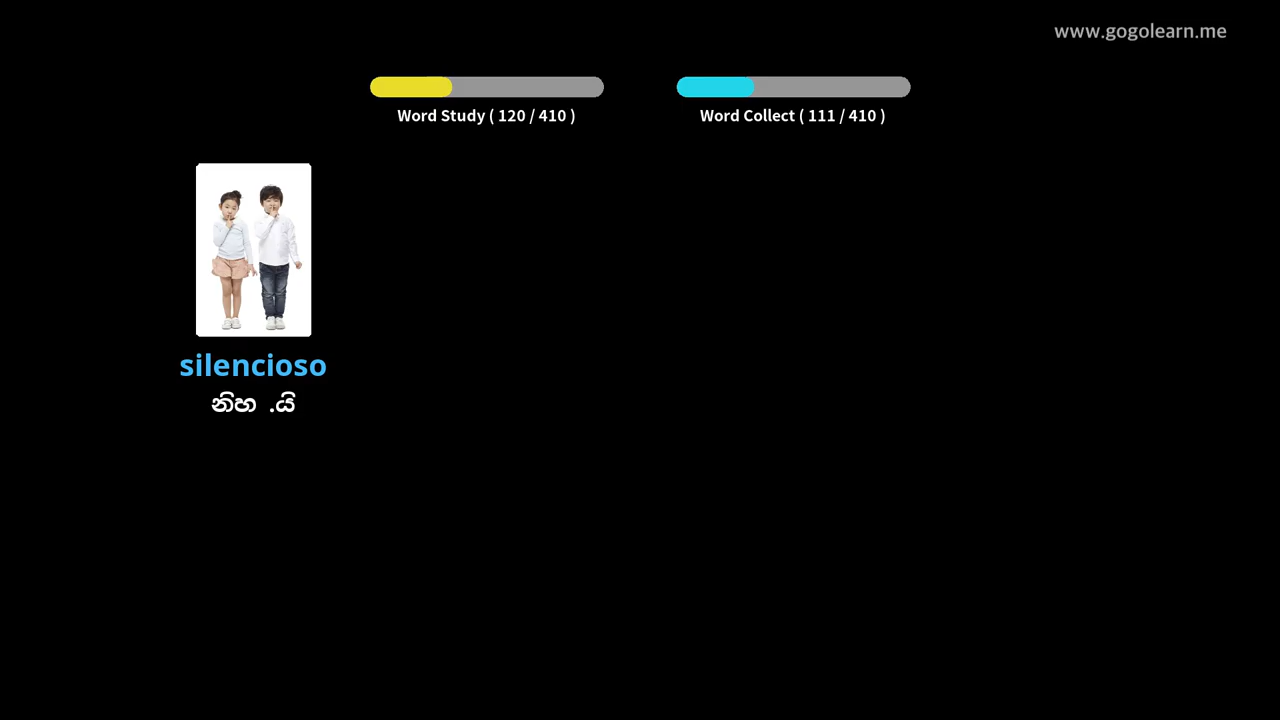 www.gogolearn.me
Word Study ( 120 / 410 )
Word Collect ( 111 / 410 )
silencioso
නිහ .යි